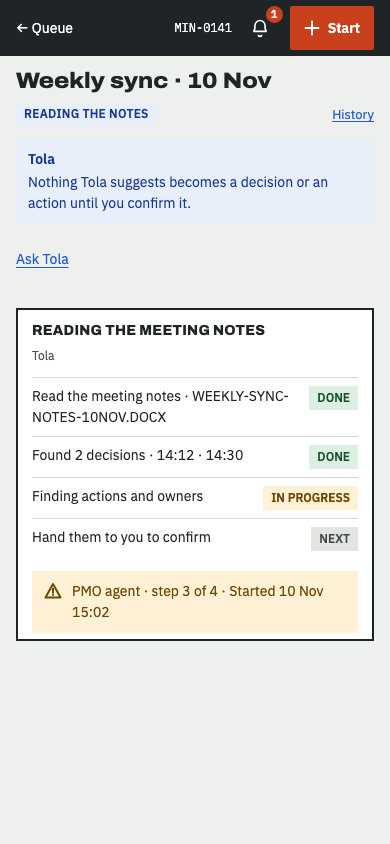 ← Queue
MIN-0141
1
Start
Weekly sync · 10 Nov
READING THE NOTES
History
Tola
Nothing Tola suggests becomes a decision or an
action until you confirm it.
Ask Tola
READING THE MEETING NOTES
Tola
Read the meeting notes · WEEKLY-SYNC-
NOTES-10NOV.DOCX
DONE
Found 2 decisions · 14:12 · 14:30
DONE
Finding actions and owners
IN PROGRESS
Hand them to you to confirm
NEXT
PMO agent · step 3 of 4 · Started 10 Nov
15:02